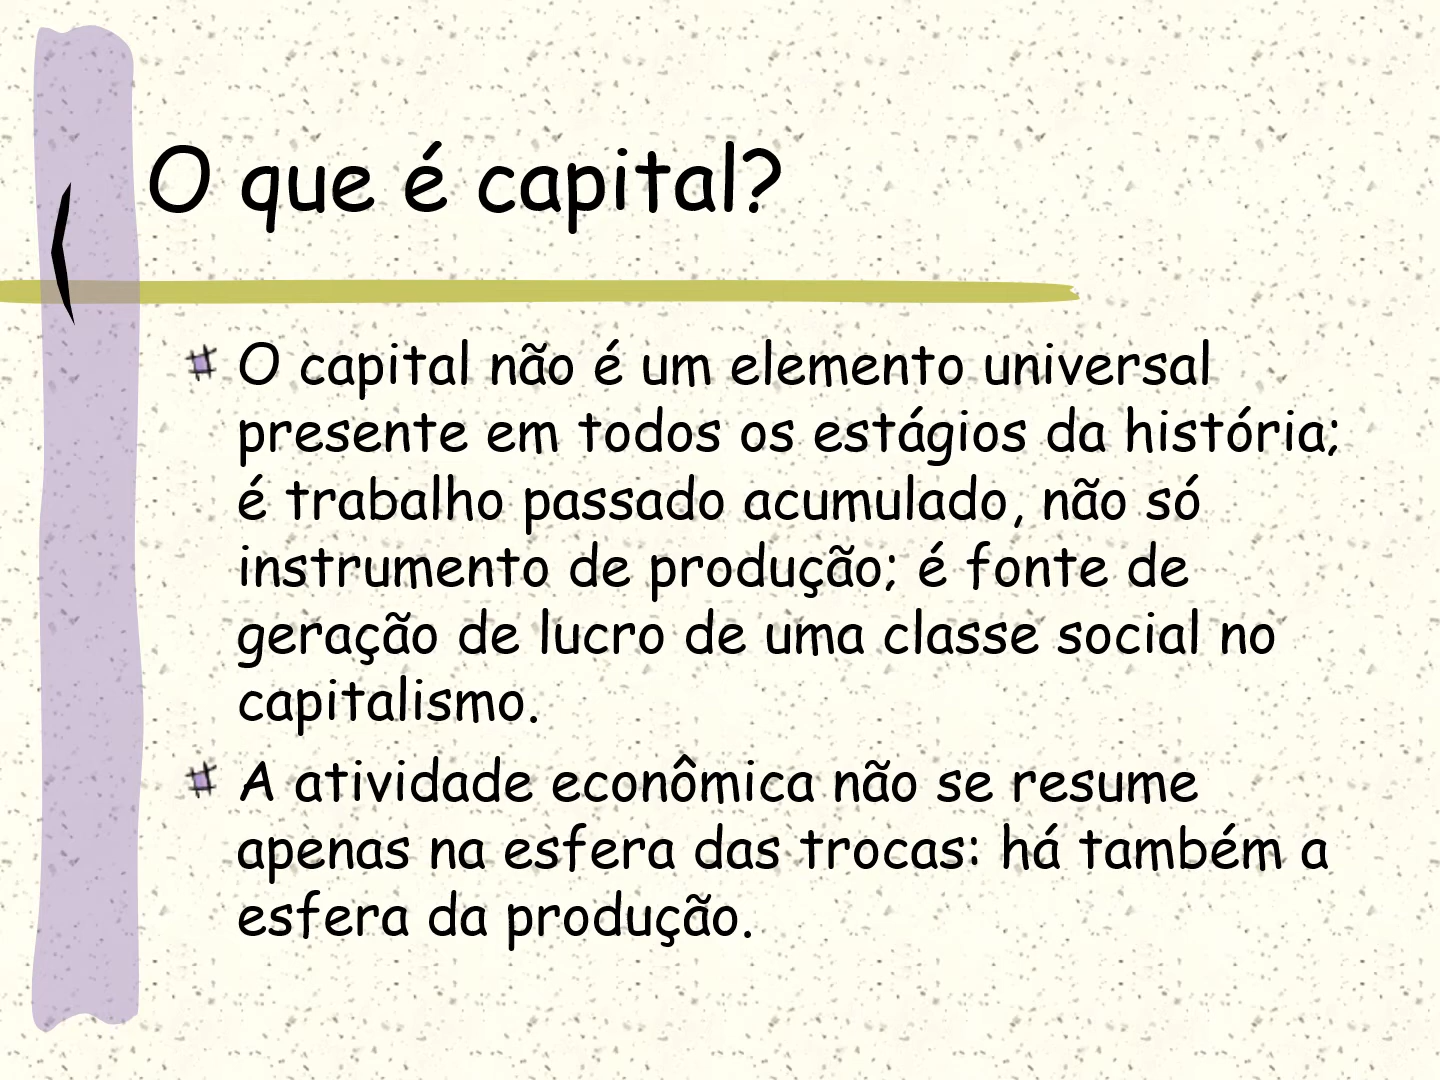 O que é capital?
O capital não é um elemento universal
presente em todos os estágios da história;
é trabalho passado acumulado, não só
instrumento de produção; é fonte de
geração de lucro de uma classe social no
capitalismo.
A atividade econômica não se resume
apenas na esfera das trocas: há também a
esfera da produção.